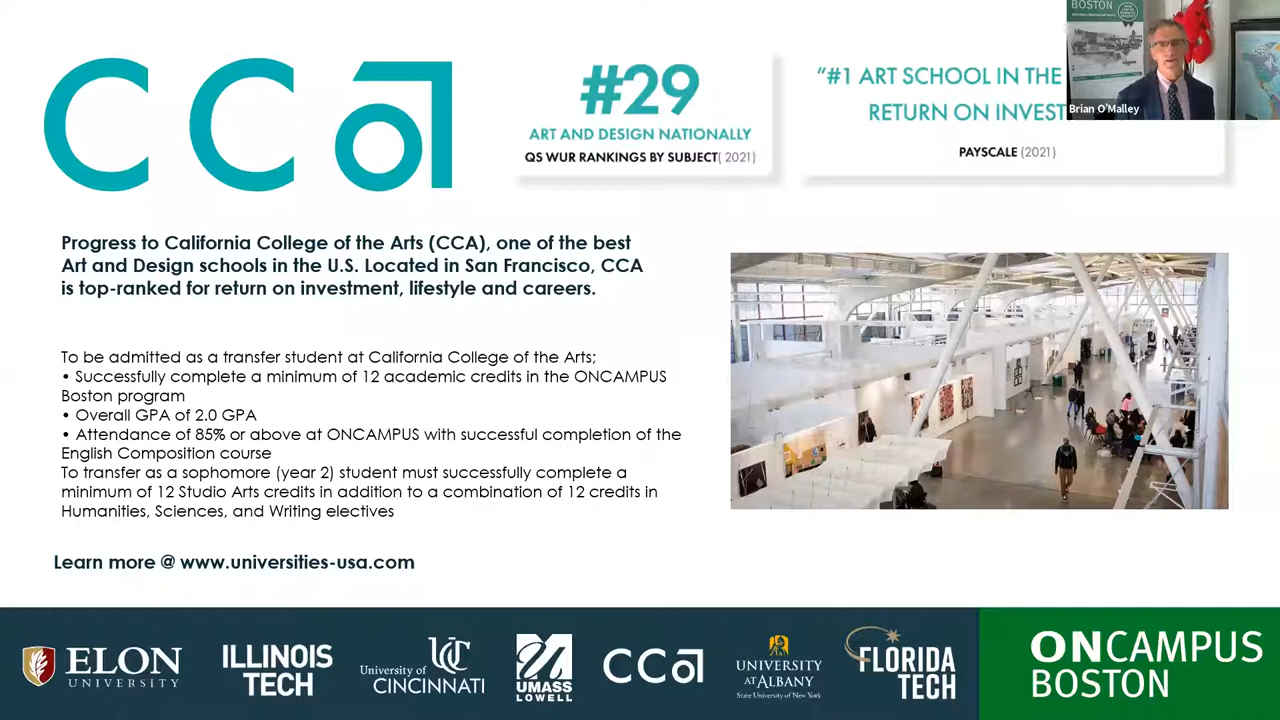 CCA
#29
ART AND DESIGN NATIONALLY
QS WUR RANKINGS BY SUBJECT( 2021)
“#1 ART SCHOOL IN THE
RETURN ON INVEST
PAYSCALE (2021)
BOSTON
Brian O'Malley
Progress to California College of the Arts (CCA), one of the best
Art and Design schools in the U.S. Located in San Francisco, CCA
is top-ranked for return on investment, lifestyle and careers.
To be admitted as a transfer student at California College of the Arts;
• Successfully complete a minimum of 12 academic credits in the ONCAMPUS
Boston program
• Overall GPA of 2.0 GPA
• Attendance of 85% or above at ONCAMPUS with successful completion of the
English Composition course
To transfer as a sophomore (year 2) student must successfully complete a
minimum of 12 Studio Arts credits in addition to a combination of 12 credits in
Humanities, Sciences, and Writing electives
Learn more @ www.universities-usa.com
ELON
UNIVERSITY
ILLINOIS
TECH
University of
CINCINNATI
UC
UMASS
LOWELL
CCA
UNIVERSITY
AT ALBANY
State University of New York
FLORIDA
TECH
ONCAMPUS
BOSTON